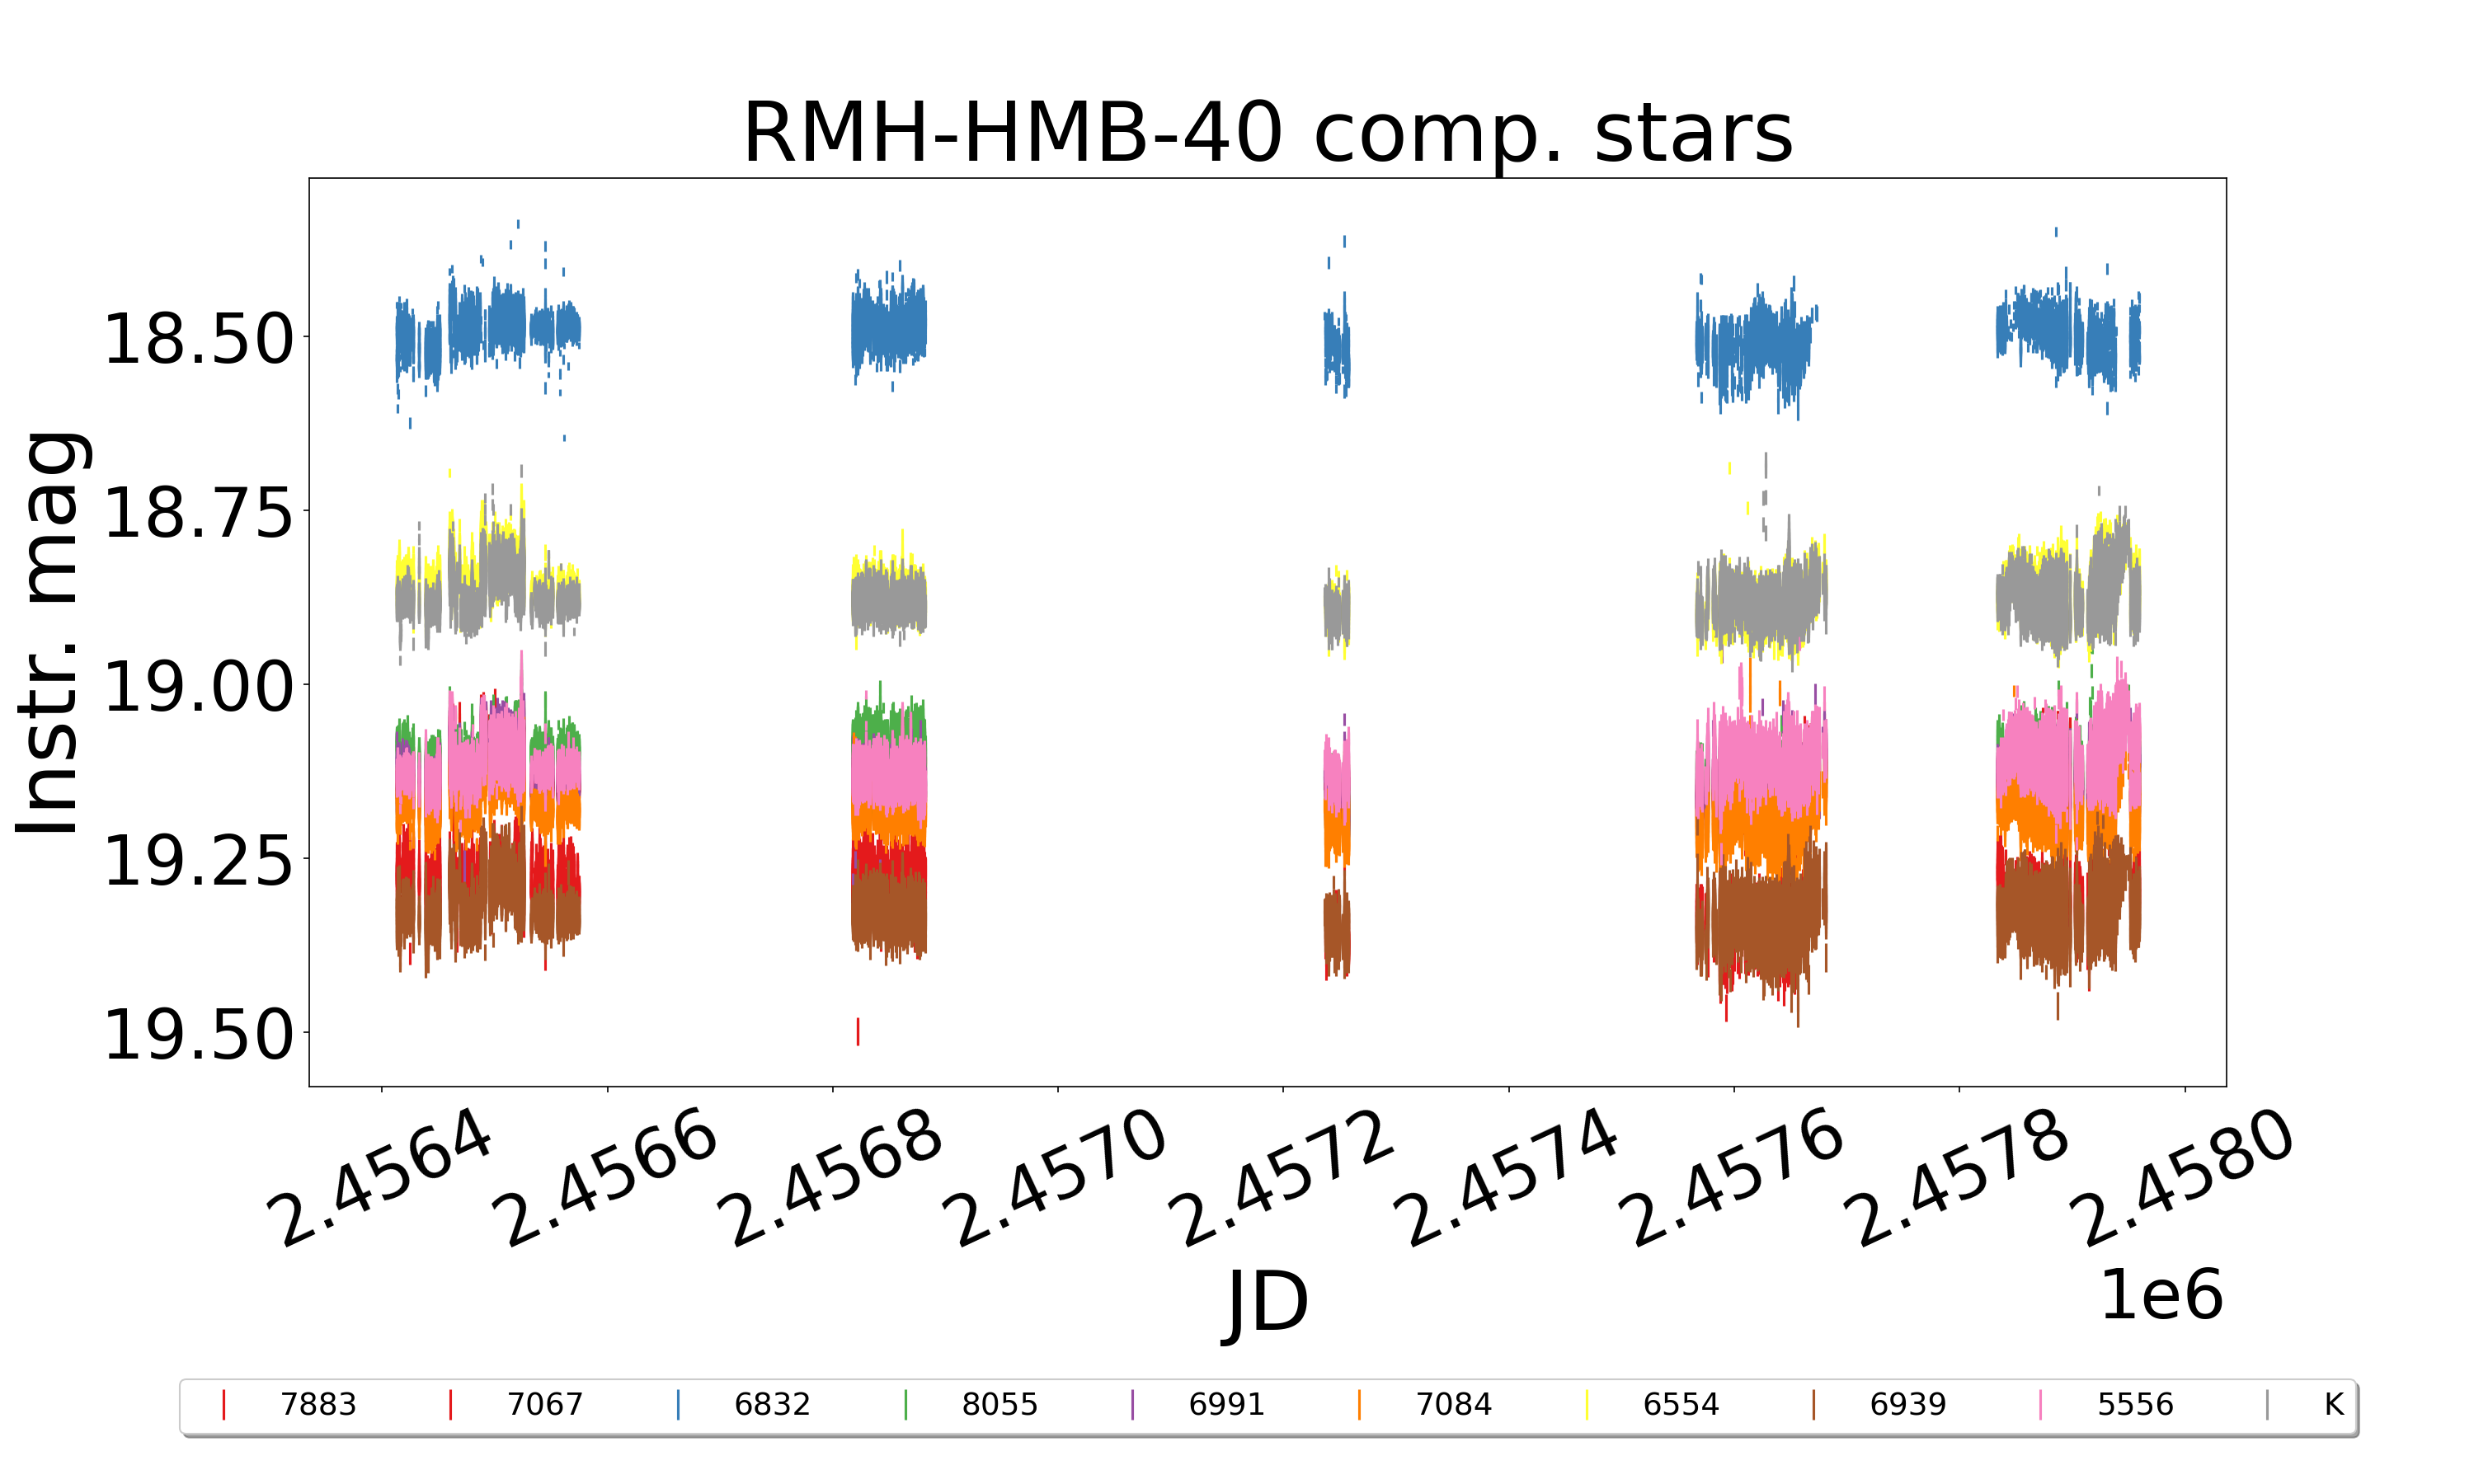 RMH-HMB-40 comp. stars
Instr. mag
18.50
18.75
19.00
19.25
19.50
2.4564 2.4566 2.4568 2.4570 2.4572 2.4574 2.4576 2.4578 2.4580
JD
1e6
7883 7067 6832 8055 6991 7084 6554 6939 5556 K